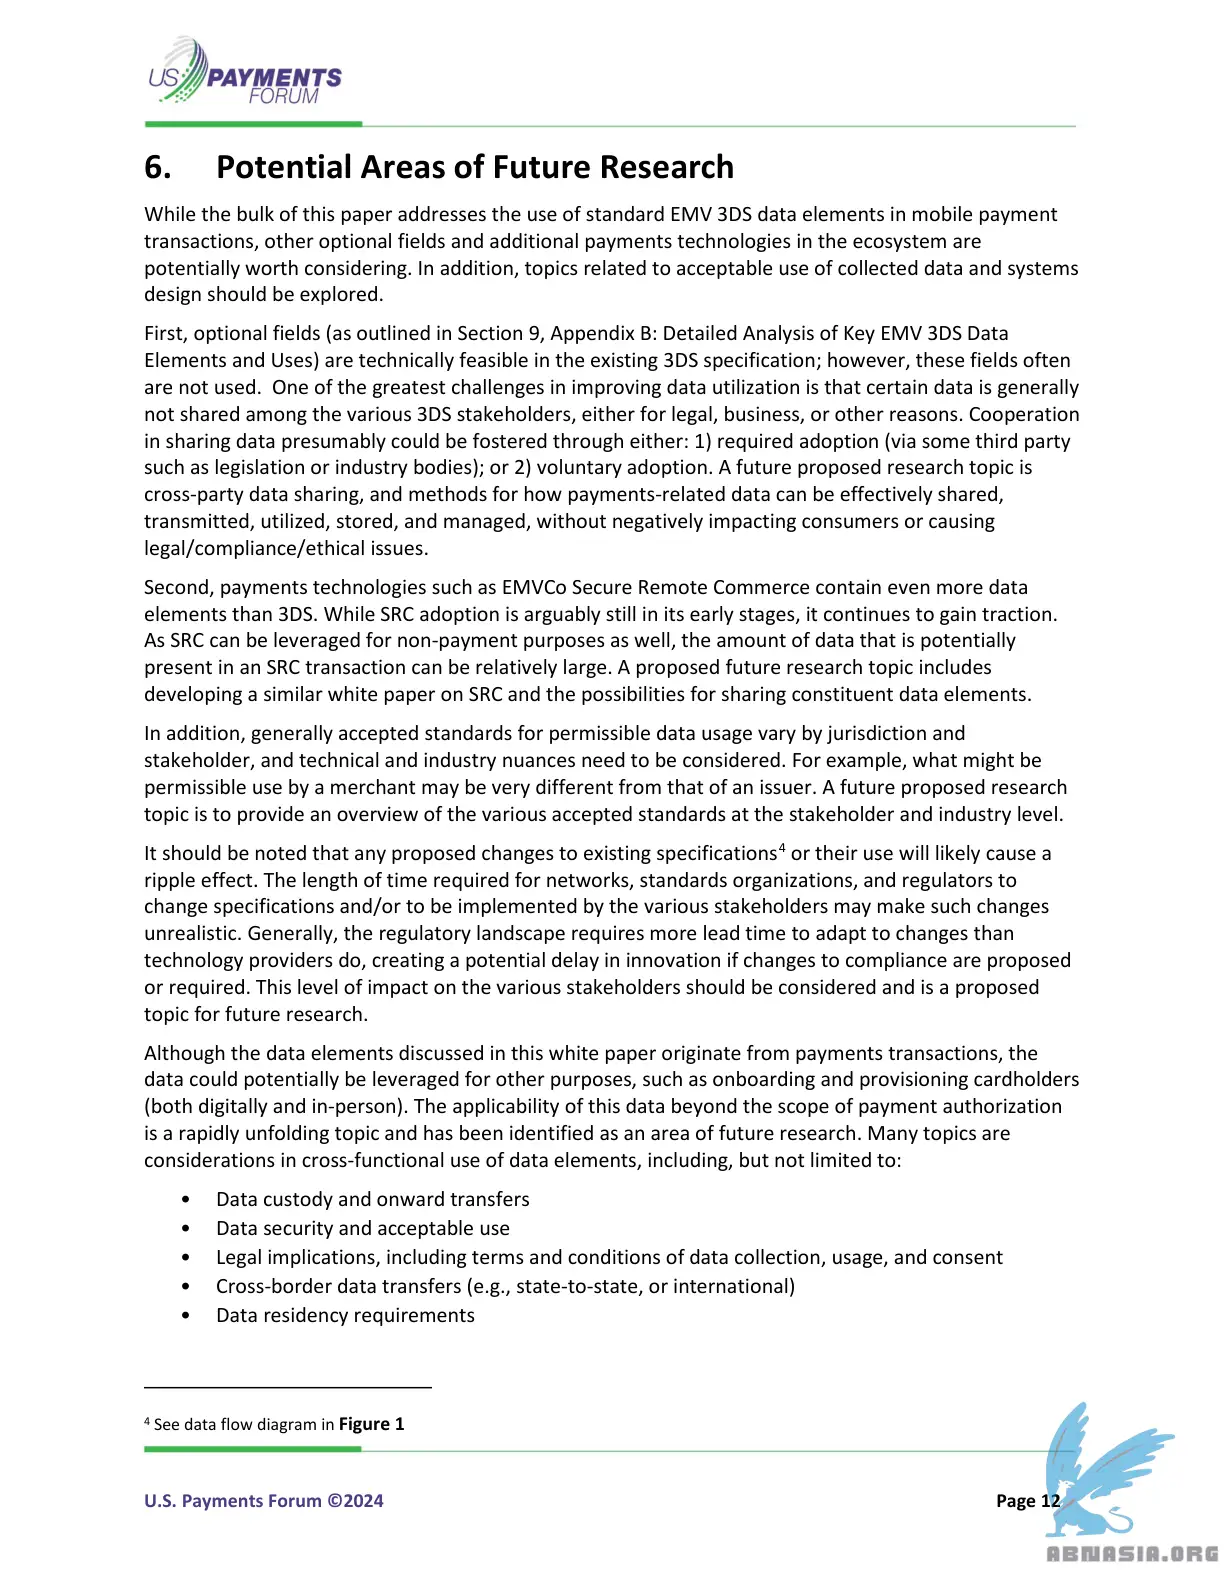 US PAYMENTS
FORUM
6. Potential Areas of Future Research
While the bulk of this paper addresses the use of standard EMV 3DS data elements in mobile payment
transactions, other optional fields and additional payments technologies in the ecosystem are
potentially worth considering. In addition, topics related to acceptable use of collected data and systems
design should be explored.
First, optional fields (as outlined in Section 9, Appendix B: Detailed Analysis of Key EMV 3DS Data
Elements and Uses) are technically feasible in the existing 3DS specification; however, these fields often
are not used.  One of the greatest challenges in improving data utilization is that certain data is generally
not shared among the various 3DS stakeholders, either for legal, business, or other reasons. Cooperation
in sharing data presumably could be fostered through either: 1) required adoption (via some third party
such as legislation or industry bodies); or 2) voluntary adoption. A future proposed research topic is
cross-party data sharing, and methods for how payments-related data can be effectively shared,
transmitted, utilized, stored, and managed, without negatively impacting consumers or causing
legal/compliance/ethical issues.
Second, payments technologies such as EMVCo Secure Remote Commerce contain even more data
elements than 3DS. While SRC adoption is arguably still in its early stages, it continues to gain traction.
As SRC can be leveraged for non-payment purposes as well, the amount of data that is potentially
present in an SRC transaction can be relatively large. A proposed future research topic includes
developing a similar white paper on SRC and the possibilities for sharing constituent data elements.
In addition, generally accepted standards for permissible data usage vary by jurisdiction and
stakeholder, and technical and industry nuances need to be considered. For example, what might be
permissible use by a merchant may be very different from that of an issuer. A future proposed research
topic is to provide an overview of the various accepted standards at the stakeholder and industry level.
It should be noted that any proposed changes to existing specifications⁴ or their use will likely cause a
ripple effect. The length of time required for networks, standards organizations, and regulators to
change specifications and/or to be implemented by the various stakeholders may make such changes
unrealistic. Generally, the regulatory landscape requires more lead time to adapt to changes than
technology providers do, creating a potential delay in innovation if changes to compliance are proposed
or required. This level of impact on the various stakeholders should be considered and is a proposed
topic for future research.
Although the data elements discussed in this white paper originate from payments transactions, the
data could potentially be leveraged for other purposes, such as onboarding and provisioning cardholders
(both digitally and in-person). The applicability of this data beyond the scope of payment authorization
is a rapidly unfolding topic and has been identified as an area of future research. Many topics are
considerations in cross-functional use of data elements, including, but not limited to:
• Data custody and onward transfers
• Data security and acceptable use
• Legal implications, including terms and conditions of data collection, usage, and consent
• Cross-border data transfers (e.g., state-to-state, or international)
• Data residency requirements
⁴ See data flow diagram in Figure 1
U.S. Payments Forum ©2024 Page 12
ABNASIA.ORG